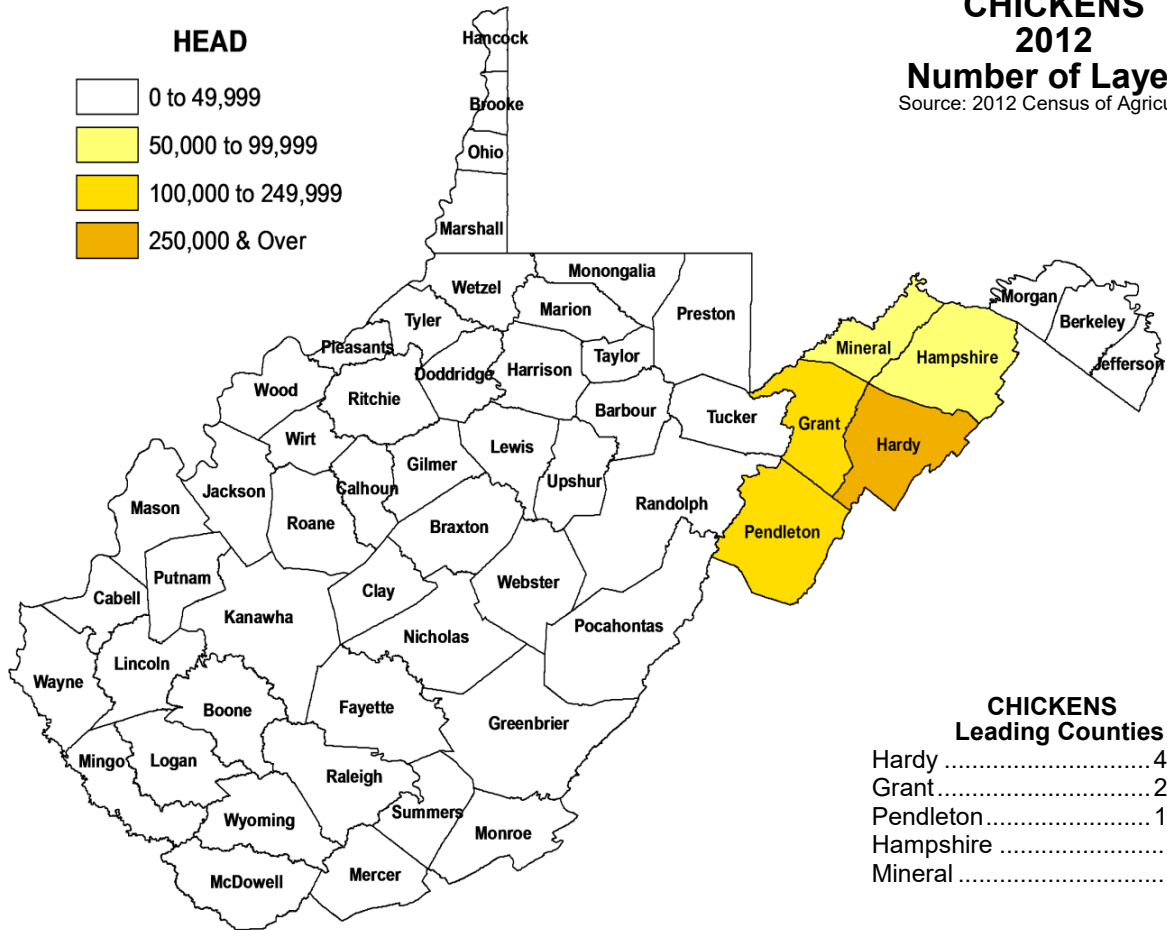 HEAD
0 to 49,999
50,000 to 99,999
100,000 to 249,999
250,000 & Over
CHICKENS
2012
Number of Laye
Source: 2012 Census of Agricu
Hancock
Brooke
Ohio
Marshall
Wetzel
Monongalia
Marion
Preston
Tyler
Pleasants
Doddridge
Harrison
Taylor
Wood
Ritchie
Barbour
Tucker
Mineral
Hampshire
Morgan
Berkeley
Jefferson
Grant
Hardy
Wirt
Lewis
Gilmer
Upshur
Calhoun
Jackson
Mason
Roane
Braxton
Randolph
Pendleton
Putnam
Cabell
Clay
Webster
Kanawha
Nicholas
Pocahontas
Lincoln
Wayne
Boone
Fayette
Greenbrier
Mingo
Logan
Raleigh
Summers
Wyoming
Monroe
McDowell
Mercer
CHICKENS
Leading Counties
Hardy .............................. 4
Grant ............................... 2
Pendleton ........................ 1
Hampshire ........................
Mineral ..............................